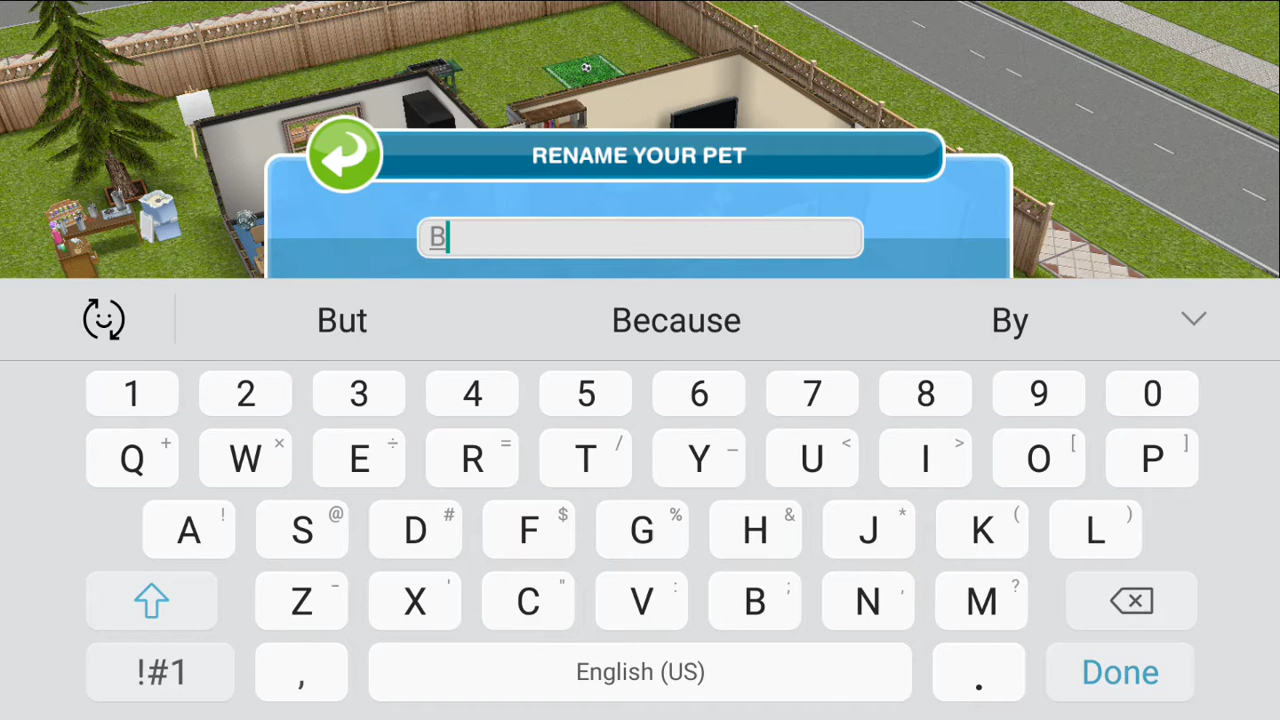 RENAME YOUR PET
B
But Because By
1 2 3 4 5 6 7 8 9 0
Q + W × E ÷ R = T / Y _ U < I > O [ P ]
A ! S @ D # F $ G % H & J * K ( L )
Z - X ' C " V : B ; N , M ?
!#1 , English (US) . Done